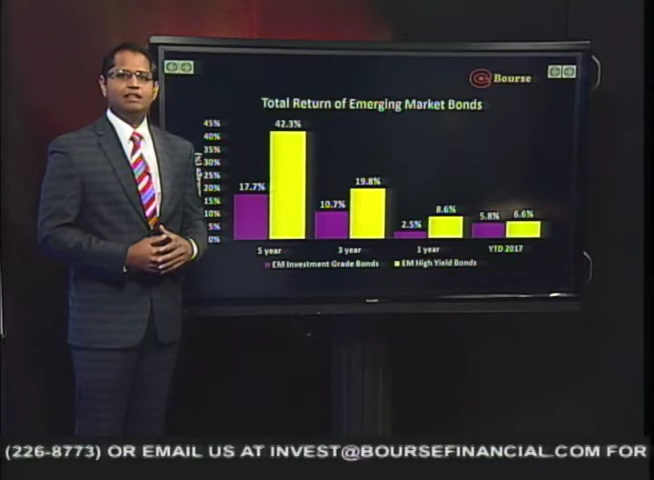 Bourse
Total Return of Emerging Market Bonds
45%
40%
35%
30%
25%
20%
15%
10%
5%
0%
17.7%
42.3%
10.7%
19.8%
2.5%
8.6%
5.8%
6.6%
5 year
3 year
1 year
YTD 2017
EM Investment Grade Bonds
EM High Yield Bonds
(226-8773) OR EMAIL US AT INVEST@BOURSEFINANCIAL.COM FOR